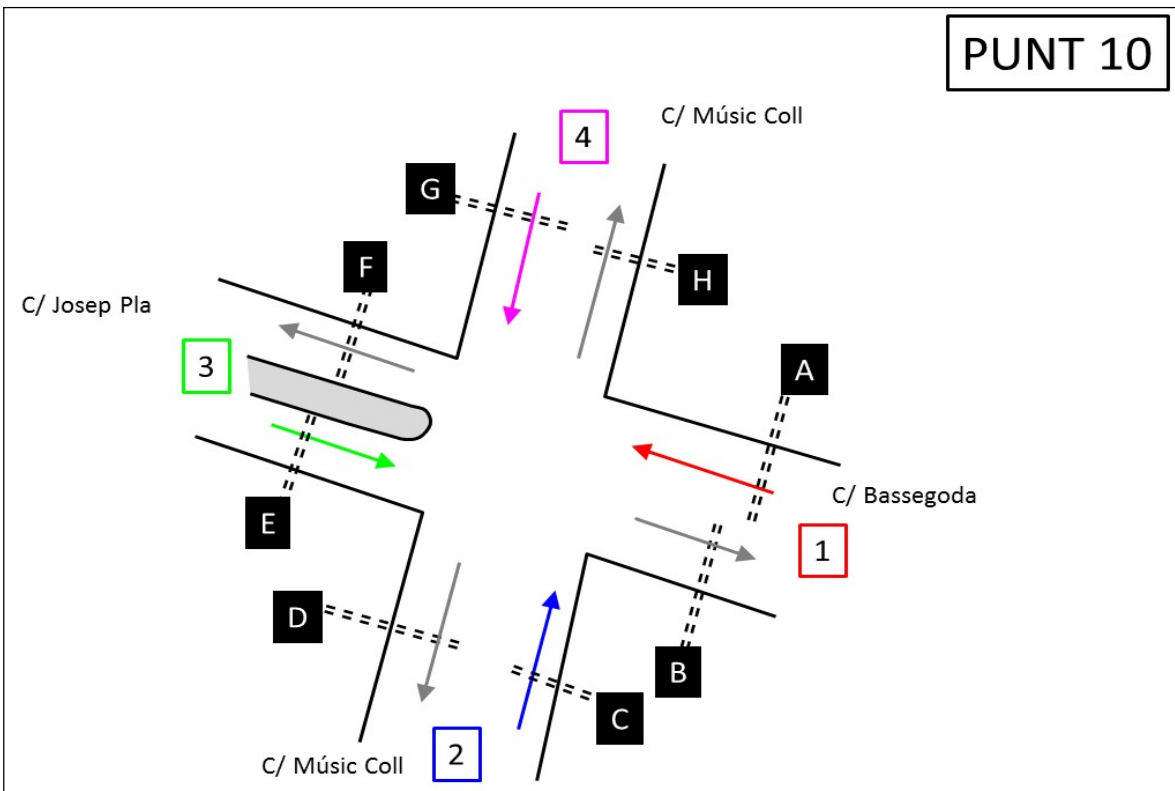 PUNT 10
C/ Músic Coll
4
G
F
H
C/ Josep Pla
3
A
C/ Bassegoda
E
1
D
B
C
2
C/ Músic Coll